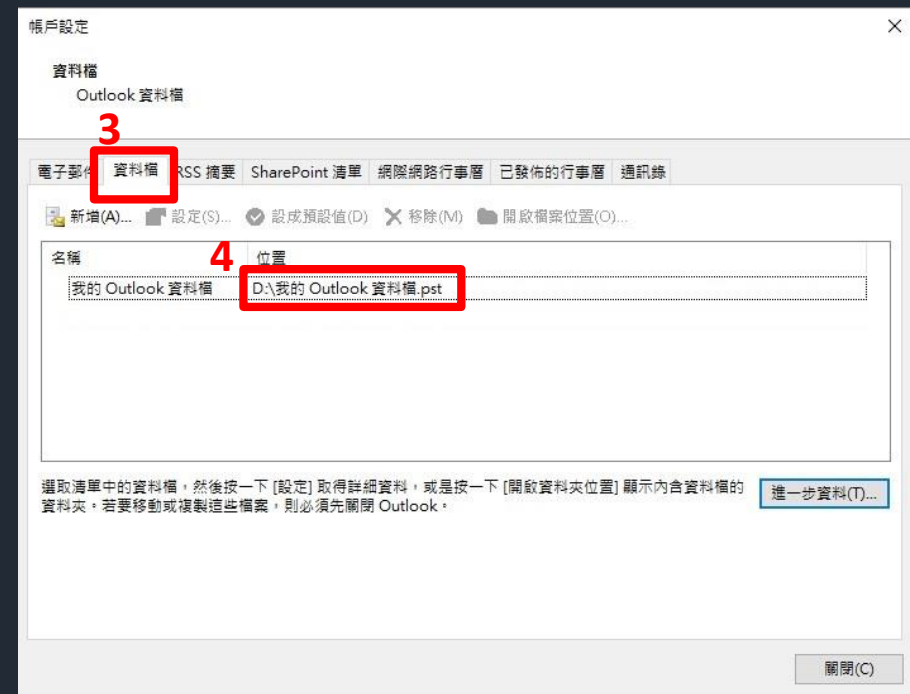 帳戶設定
資料檔
Outlook 資料檔
3
電子郵件 資料檔 RSS 摘要 SharePoint 清單 網際網路行事曆 已發佈的行事曆 通訊錄
新增(A)... 設定(S)... 設成預設值(D) 移除(M) 開啟檔案位置(O)...
名稱 4 位置
我的 Outlook 資料檔 D:\我的 Outlook 資料檔.pst
選取清單中的資料檔，然後按一下 [設定] 取得詳細資料，或是按一下 [開啟資料夾位置] 顯示內含資料檔的
資料夾。若要移動或複製這些檔案，則必須先關閉 Outlook。
進一步資料(T)...
關閉(C)